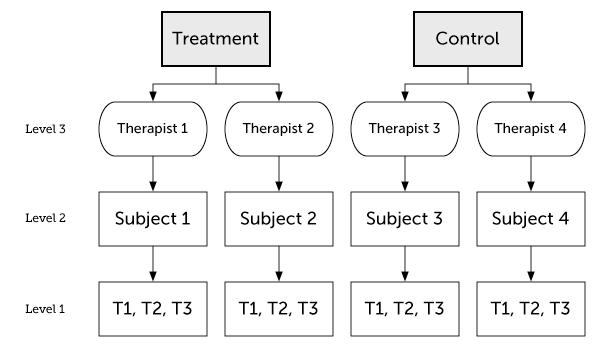 Treatment
Control
Level 3
Therapist 1
Therapist 2
Therapist 3
Therapist 4
Level 2
Subject 1
Subject 2
Subject 3
Subject 4
Level 1
T1, T2, T3
T1, T2, T3
T1, T2, T3
T1, T2, T3